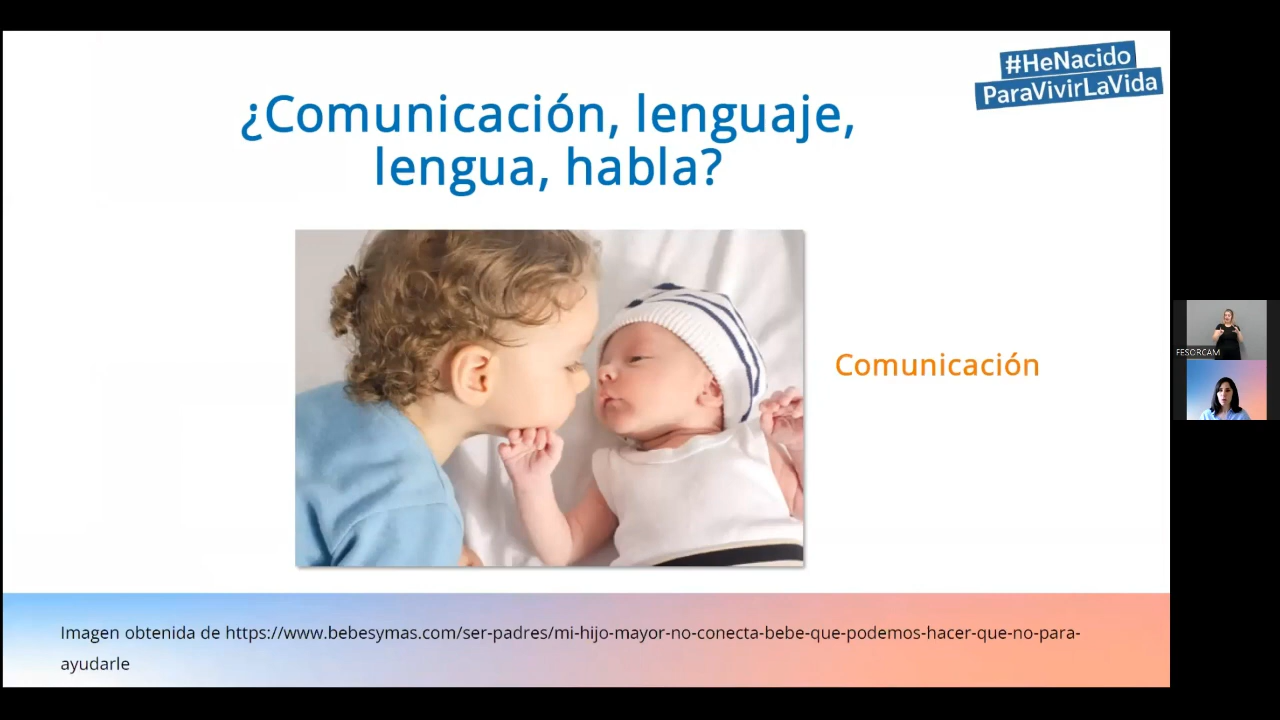 #HeNacido
ParaVivirLaVida
¿Comunicación, lenguaje,
lengua, habla?
Comunicación
FESORCAM
Imagen obtenida de https://www.bebesymas.com/ser-padres/mi-hijo-mayor-no-conecta-bebe-que-podemos-hacer-que-no-para-
ayudarle